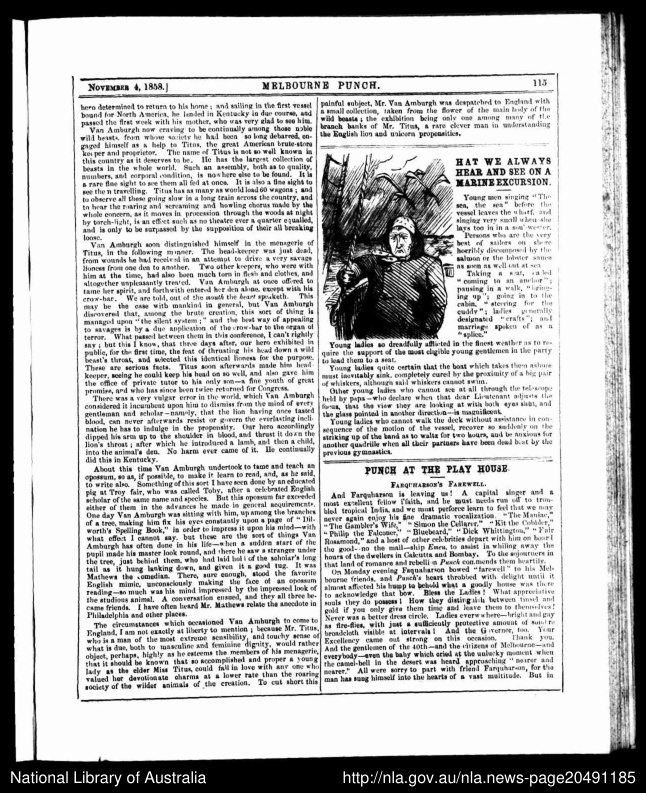 NOVEMBER 4, 1858.]
MELBOURNE PUNCH.
115
hero determined to return to his home; and sailing in the first vessel
bound for North America, he landed in Kentucky in due course, and
passed the first week with his mother, who was very glad to see him.
Van Amburgh now craving to be continually among those noble
wild beasts, from whose society he had been so long debarred, en-
gaged himself as a help to Titus, the great American brute-store
keeper and proprietor. The name of Titus is not so well known in
this country as it deserves to be. He has the largest collection of
beasts in the whole world. Such an assembly, both as to quality,
numbers, and corporal condition, is nowhere else to be found. It is
a rare fine sight to see them all fed at once. It is also a fine sight to
see them travelling. Titus has as many as would load 60 wagons; and
to observe all these going slow in a long train across the country, and
to hear the roaring and screaming and howling chorus made by the
whole concern, as it moves in procession through the woods at night
by torch-light, is an effect such as no theatre ever a quarter equalled,
and is only to be surpassed by the supposition of their all breaking
loose.
Van Amburgh soon distinguished himself in the menagerie of
Titus, in the following manner. The head-keeper was just dead,
from wounds he had received in an attempt to drive a very savage
lioness from one den to another. Two other keepers, who were with
him at the time, had also been much torn in flesh and clothes, and
altogether unpleasantly treated. Van Amburgh at once offered to
tame her spirit, and forthwith entered her den alone, except with his
crow-bar. We are told, out of the mouth the heart speaketh. This
may be the case with mankind in general, but Van Amburgh
discovered that, among the brute creation, this sort of thing is
managed upon "the silent system;" and the best way of appealing
to savages is by a due application of the crow-bar to the organ of
terror. What passed between them in this conference, I can't rightly
say; but this I know, that three days after, our hero exhibited in
public, for the first time, the feat of thrusting his head down a wild
beast's throat, and selected this identical lioness for the purpose.
These are serious facts. Titus soon afterwards made him head-
keeper, seeing he could keep his head on so well, and also gave him
the office of private tutor to his only son—a fine youth of great
promise, and who has since been twice returned for Congress.
There was a very vulgar error in the world, which Van Amburgh
considered it incumbent upon him to dismiss from the mind of every
gentleman and scholar—namely, that the lion having once tasted
blood, can never afterwards resist or govern the everlasting incli-
nation he has to indulge in the propensity. Our hero accordingly
dipped his arm up to the shoulder in blood, and thrust it down the
lion's throat; after which he introduced a lamb, and then a child,
into the animal's den. No harm ever came of it. He continually
did this in Kentucky.
About this time Van Amburgh undertook to tame and teach an
opossum, so as, if possible, to make it learn to read, and, as he said,
to write also. Something of this sort I have seen done by an educated
pig at Troy fair, who was called Toby, after a celebrated English
scholar of the same name and species. But this opossum far exceeded
either of them in the advances he made in general acquirements.
One day Van Amburgh was sitting with him, up among the branches
of a tree, making him fix his eyes constantly upon a page of "Dil-
worth's Spelling Book," in order to impress it upon his mind—with
what effect I cannot say, but these are the sort of things Van
Amburgh has often done in his life—when a sudden start of the
pupil made his master look round, and there he saw a stranger under
the tree, just behind them, who had laid hold of the scholar's long
tail as it hung lanking down, and given it a good tug. It was
Mathews the comedian. There, sure enough, stood the favorite
English mimic, unconsciously making the face of an opossum
reading—so much was his mind impressed by the impressed look of
the studious animal. A conversation ensued, and they all three be-
came friends. I have often heard Mr. Mathews relate the anecdote in
Philadelphia and other places.
The circumstances which occasioned Van Amburgh to come to
England, I am not exactly at liberty to mention; because Mr. Titus,
who is a man of the most extreme sensibility, and touchy sense of
what is due, both to masculine and feminine dignity, would rather
object, perhaps, highly as he esteems the members of his menagerie,
that it should be known that so accomplished and proper a young
lady as the elder Miss Titus, could fall in love with any one who
valued her devotionate charms at a lower rate than the roaring
society of the wilder animals of the creation. To cut short this
painful subject, Mr. Van Amburgh was despatched to England with
a small collection, taken from the flower of the main body of the
wild beasts; the exhibition being only one among many of the
branch banks of Mr. Titus, a rare clever man in understanding
the English lion and unicorn propensities.
HAT WE ALWAYS
HEAR AND SEE ON A
MARINE EXCURSION.
Young men singing "The
sea, the sea" before the
vessel leaves the wharf, and
singing very small when she
lays too in a sou'wester.
Persons who are the very
best of sailors on shore
horribly discomposed by the
salmon or the lobster sauce
as soon as well out at sea.
Taking a seat, called
"coming to an anchor";
pausing in a walk, "bring-
ing up"; going in to the
cabin, "steering for the
cuddy"; ladies generally
designated "crafts"; and
marriage spoken of as a
"splice."
Young ladies so dreadfully afflicted in the finest weather as to re-
quire the support of the most eligible young gentlemen in the party
to lead them to a seat.
Young ladies quite certain that the boat which takes them ashore
must inevitably sink, completely cured by the proximity of a big pair
of whiskers, although said whiskers cannot swim.
Other young ladies who cannot see at all through the telescope
held by papa—who declare when that dear Lieutenant adjusts the
focus, that the view they are looking at with both eyes shut, and
the glass pointed in another direction—is magnificent.
Young ladies who cannot walk the deck without assistance in con-
sequence of the motion of the vessel, recover so suddenly on the
striking up of the band as to waltz for two hours, and be anxious for
another quadrille when all their partners have been dead beat by the
previous gymnastics.
PUNCH AT THE PLAY HOUSE.
FARQUHARSON'S FAREWELL.
And Farquharson is leaving us! A capital singer and a
most excellent fellow i'faith, and he must needs run off to trou-
bled tropical India, and we must perforce learn to feel that we may
never again enjoy his fine dramatic vocalization. "The Maniac,"
"The Gambler's Wife," "Simon the Cellarer," "Kit the Cobbler,"
"Philip the Falconer," "Bluebeard," "Dick Whittington," "Fair
Rosamond," and a host of other celebrities depart with him on board
the good—no the mail—ship Emeu, to assist in whiling away the
hours of the dwellers in Calcutta and Bombay. To the sojourners in
that land of romance and rebelli n Punch commends them heartily.
On Monday evening Farquharson bowed "farewell" to his Mel-
bourne friends, and Punch's heart throbbed with delight until it
almost affected his hump to behold what a goodly house was there
to acknowledge that bow. Bless the Ladies! What appreciative
souls they do possess! How they distinguish between tinsel and
gold if you only give them time and leave them to themselves!
Never was a better dress circle. Ladies everywhere—bright and gay
as fire-flies, with just a sufficiently protective amount of sombre
broadcloth visible at intervals! And the Governor, too. Your
Excellency came out strong on this occasion. Thank you.
And the gentlemen of the 40th—and the citizens of Melbourne—and
everybody—even the baby which cried at the unlucky moment when
the camel-bell in the desert was heard approaching "nearer and
nearer." All were sorry to part with friend Farquharson, for the
man has sung himself into the hearts of a vast multitude. But in
National Library of Australia
http://nla.gov.au/nla.news-page20491185